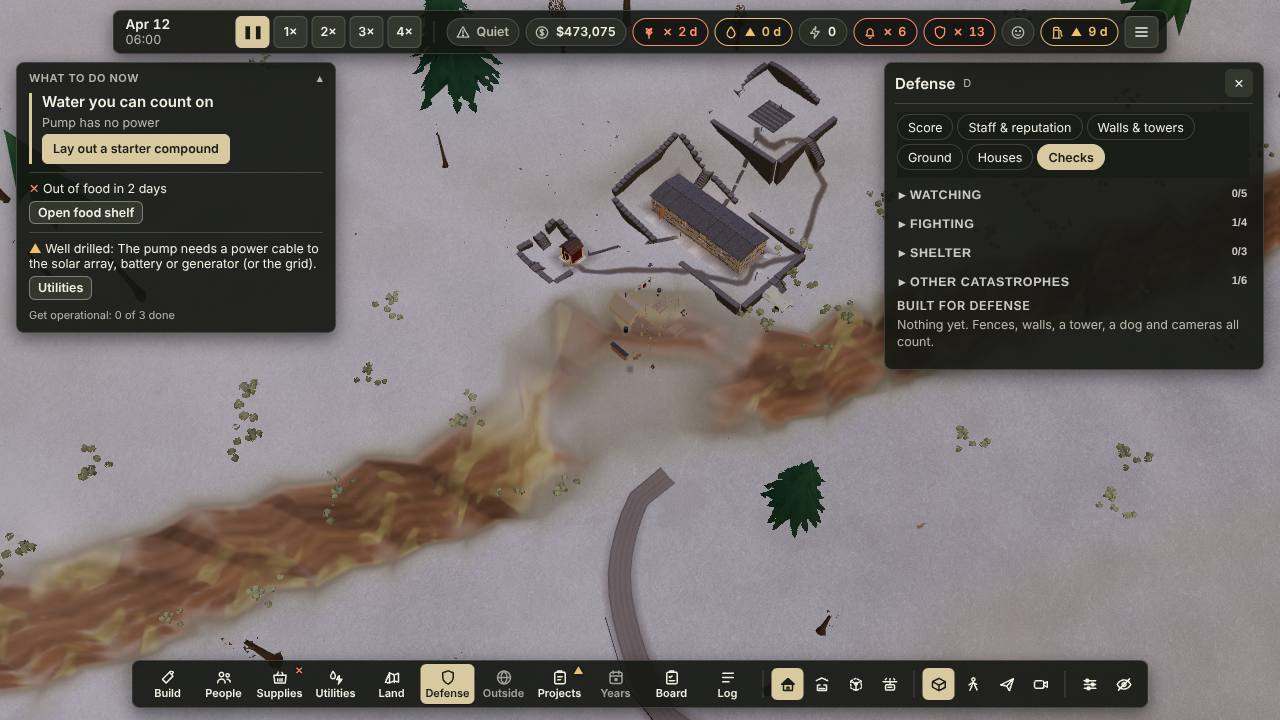 Apr 12
06:00
1×
2×
3×
4×
Quiet
$473,075
× 2 d
0 d
0
× 6
× 13
9 d
WHAT TO DO NOW
Water you can count on
Pump has no power
Lay out a starter compound
× Out of food in 2 days
Open food shelf
Well drilled: The pump needs a power cable to
the solar array, battery or generator (or the grid).
Utilities
Get operational: 0 of 3 done
Defense D
Score
Staff & reputation
Walls & towers
Ground
Houses
Checks
WATCHING 0/5
FIGHTING 1/4
SHELTER 0/3
OTHER CATASTROPHES 1/6
BUILT FOR DEFENSE
Nothing yet. Fences, walls, a tower, a dog and cameras all
count.
Build
People
Supplies
Utilities
Land
Defense
Outside
Projects
Years
Board
Log